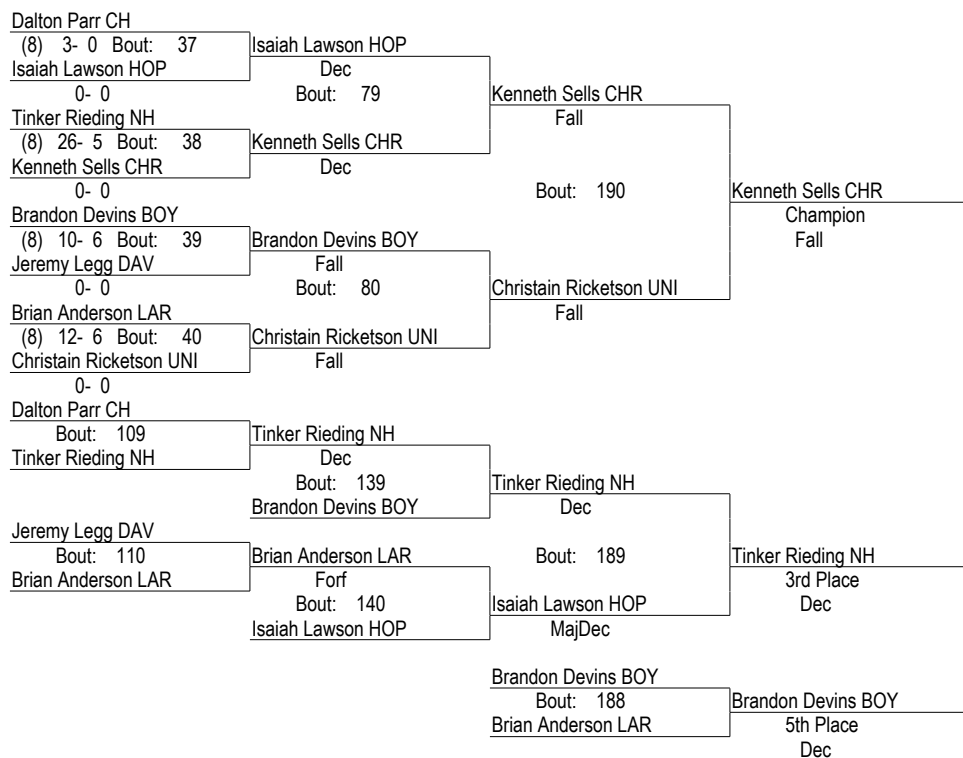 Dalton Parr CH
(8) 3- 0 Bout: 37
Isaiah Lawson HOP
Isaiah Lawson HOP
0- 0
Dec
Bout: 79
Kenneth Sells CHR
Tinker Rieding NH
Fall
(8) 26- 5 Bout: 38
Kenneth Sells CHR
Kenneth Sells CHR
Dec
0- 0
Bout: 190
Kenneth Sells CHR
Brandon Devins BOY
Champion
(8) 10- 6 Bout: 39
Brandon Devins BOY
Fall
Jeremy Legg DAV
Fall
0- 0
Bout: 80
Christain Ricketson UNI
Brian Anderson LAR
Fall
(8) 12- 6 Bout: 40
Christain Ricketson UNI
Christain Ricketson UNI
Fall
0- 0
Dalton Parr CH
Bout: 109
Tinker Rieding NH
Tinker Rieding NH
Dec
Bout: 139
Tinker Rieding NH
Brandon Devins BOY
Dec
Jeremy Legg DAV
Bout: 110
Brian Anderson LAR
Bout: 189
Tinker Rieding NH
Brian Anderson LAR
Forf
3rd Place
Bout: 140
Isaiah Lawson HOP
Dec
Isaiah Lawson HOP
MajDec
Brandon Devins BOY
Bout: 188
Brandon Devins BOY
Brian Anderson LAR
5th Place
Dec